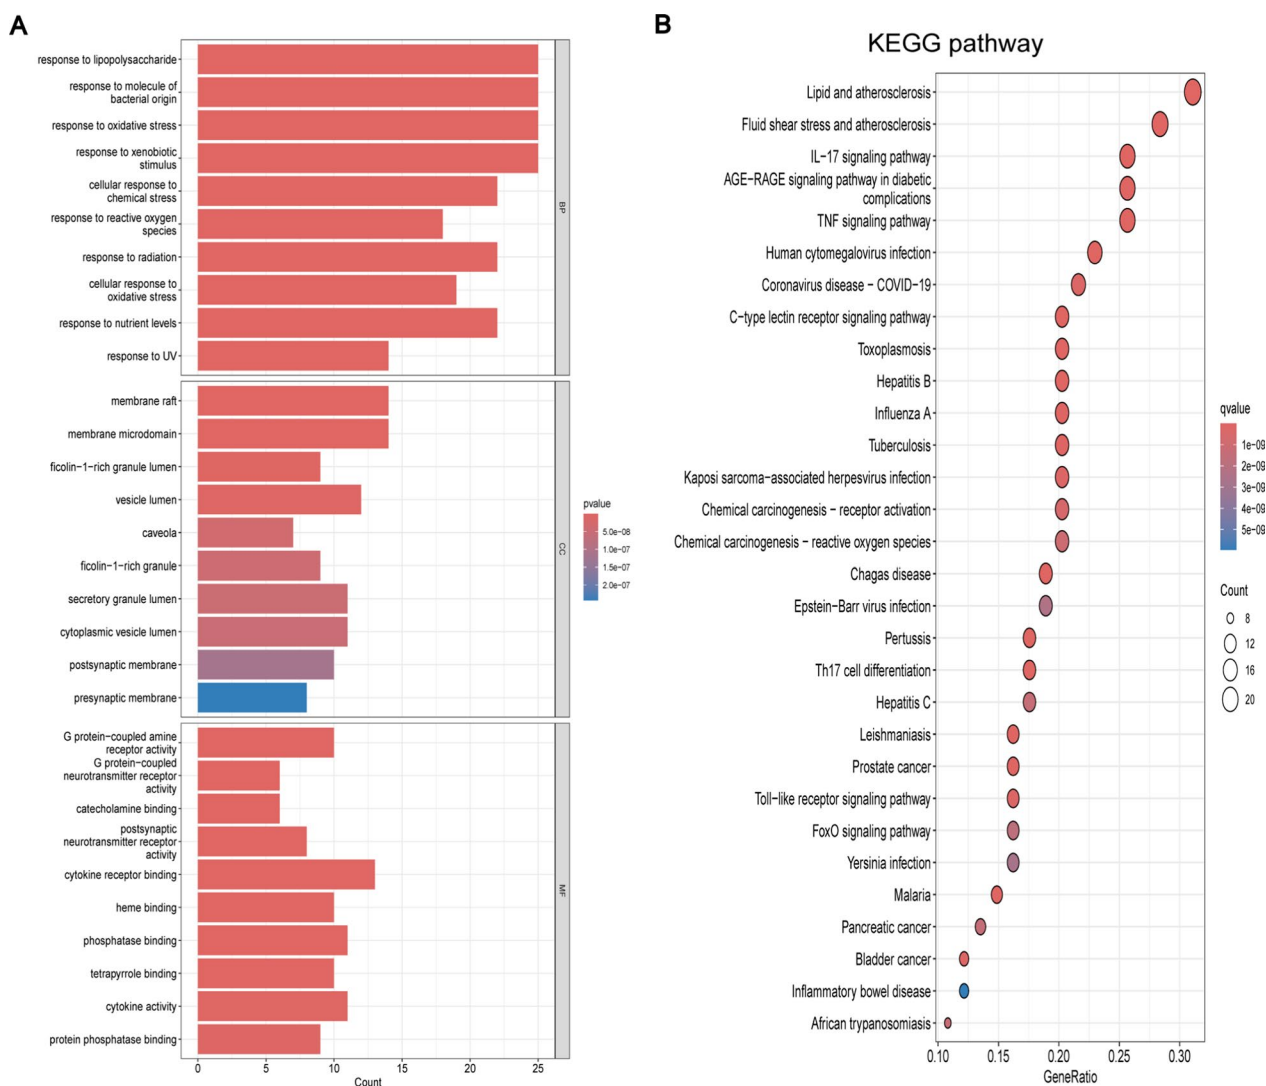 A
response to lipopolysaccharide
response to molecule of
bacterial origin
response to oxidative stress
response to xenobiotic
stimulus
cellular response to
chemical stress
response to reactive oxygen
species
response to radiation
cellular response to
oxidative stress
response to nutrient levels
response to UV
BP
membrane raft
membrane microdomain
ficolin−1−rich granule lumen
vesicle lumen
caveola
ficolin−1−rich granule
secretory granule lumen
cytoplasmic vesicle lumen
postsynaptic membrane
presynaptic membrane
CC
G protein−coupled amine
receptor activity
G protein−coupled
neurotransmitter receptor
activity
catecholamine binding
postsynaptic
neurotransmitter receptor
activity
cytokine receptor binding
heme binding
phosphatase binding
tetrapyrrole binding
cytokine activity
protein phosphatase binding
MF
0 5 10 15 20 25
Count
pvalue
5.0e−08
1.0e−07
1.5e−07
2.0e−07
B
KEGG pathway
Lipid and atherosclerosis
Fluid shear stress and atherosclerosis
IL−17 signaling pathway
AGE−RAGE signaling pathway in diabetic
complications
TNF signaling pathway
Human cytomegalovirus infection
Coronavirus disease − COVID−19
C−type lectin receptor signaling pathway
Toxoplasmosis
Hepatitis B
Influenza A
Tuberculosis
Kaposi sarcoma−associated herpesvirus infection
Chemical carcinogenesis − receptor activation
Chemical carcinogenesis − reactive oxygen species
Chagas disease
Epstein−Barr virus infection
Pertussis
Th17 cell differentiation
Hepatitis C
Leishmaniasis
Prostate cancer
Toll−like receptor signaling pathway
FoxO signaling pathway
Yersinia infection
Malaria
Pancreatic cancer
Bladder cancer
Inflammatory bowel disease
African trypanosomiasis
0.10 0.15 0.20 0.25 0.30
GeneRatio
qvalue
1e−09
2e−09
3e−09
4e−09
5e−09
Count
8
12
16
20